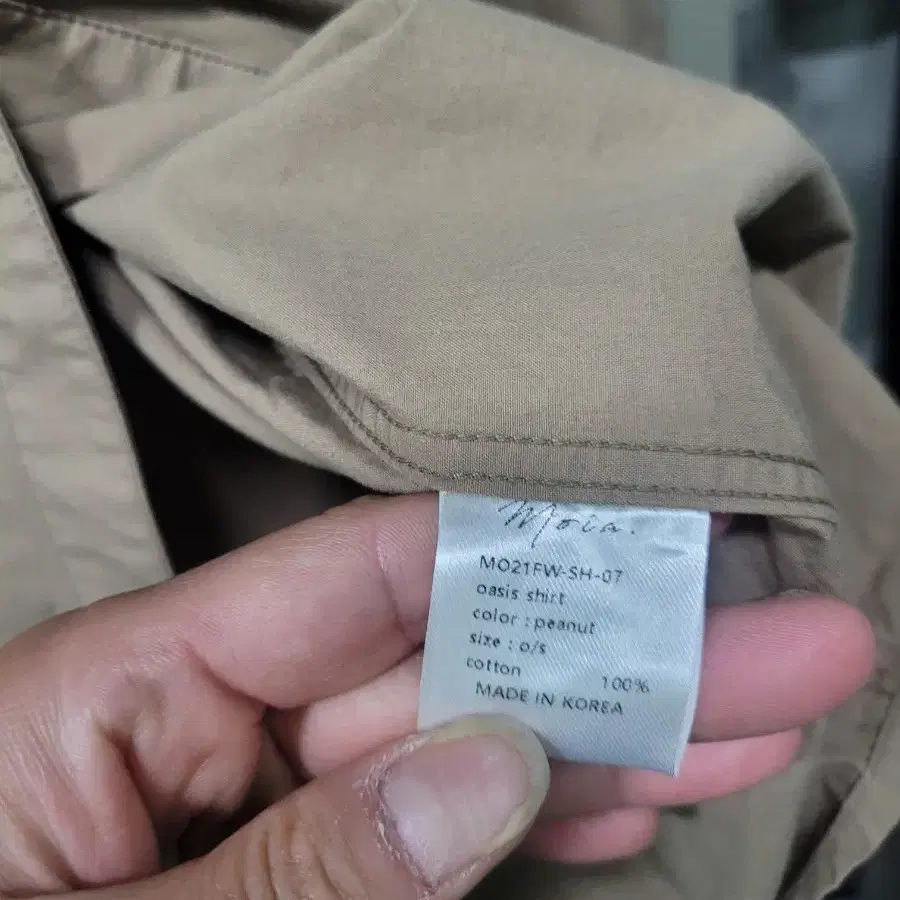 Moia.
MO21FW-SH-07
oasis shirt
color : peanut
size : o/s
cotton 100%
MADE IN KOREA